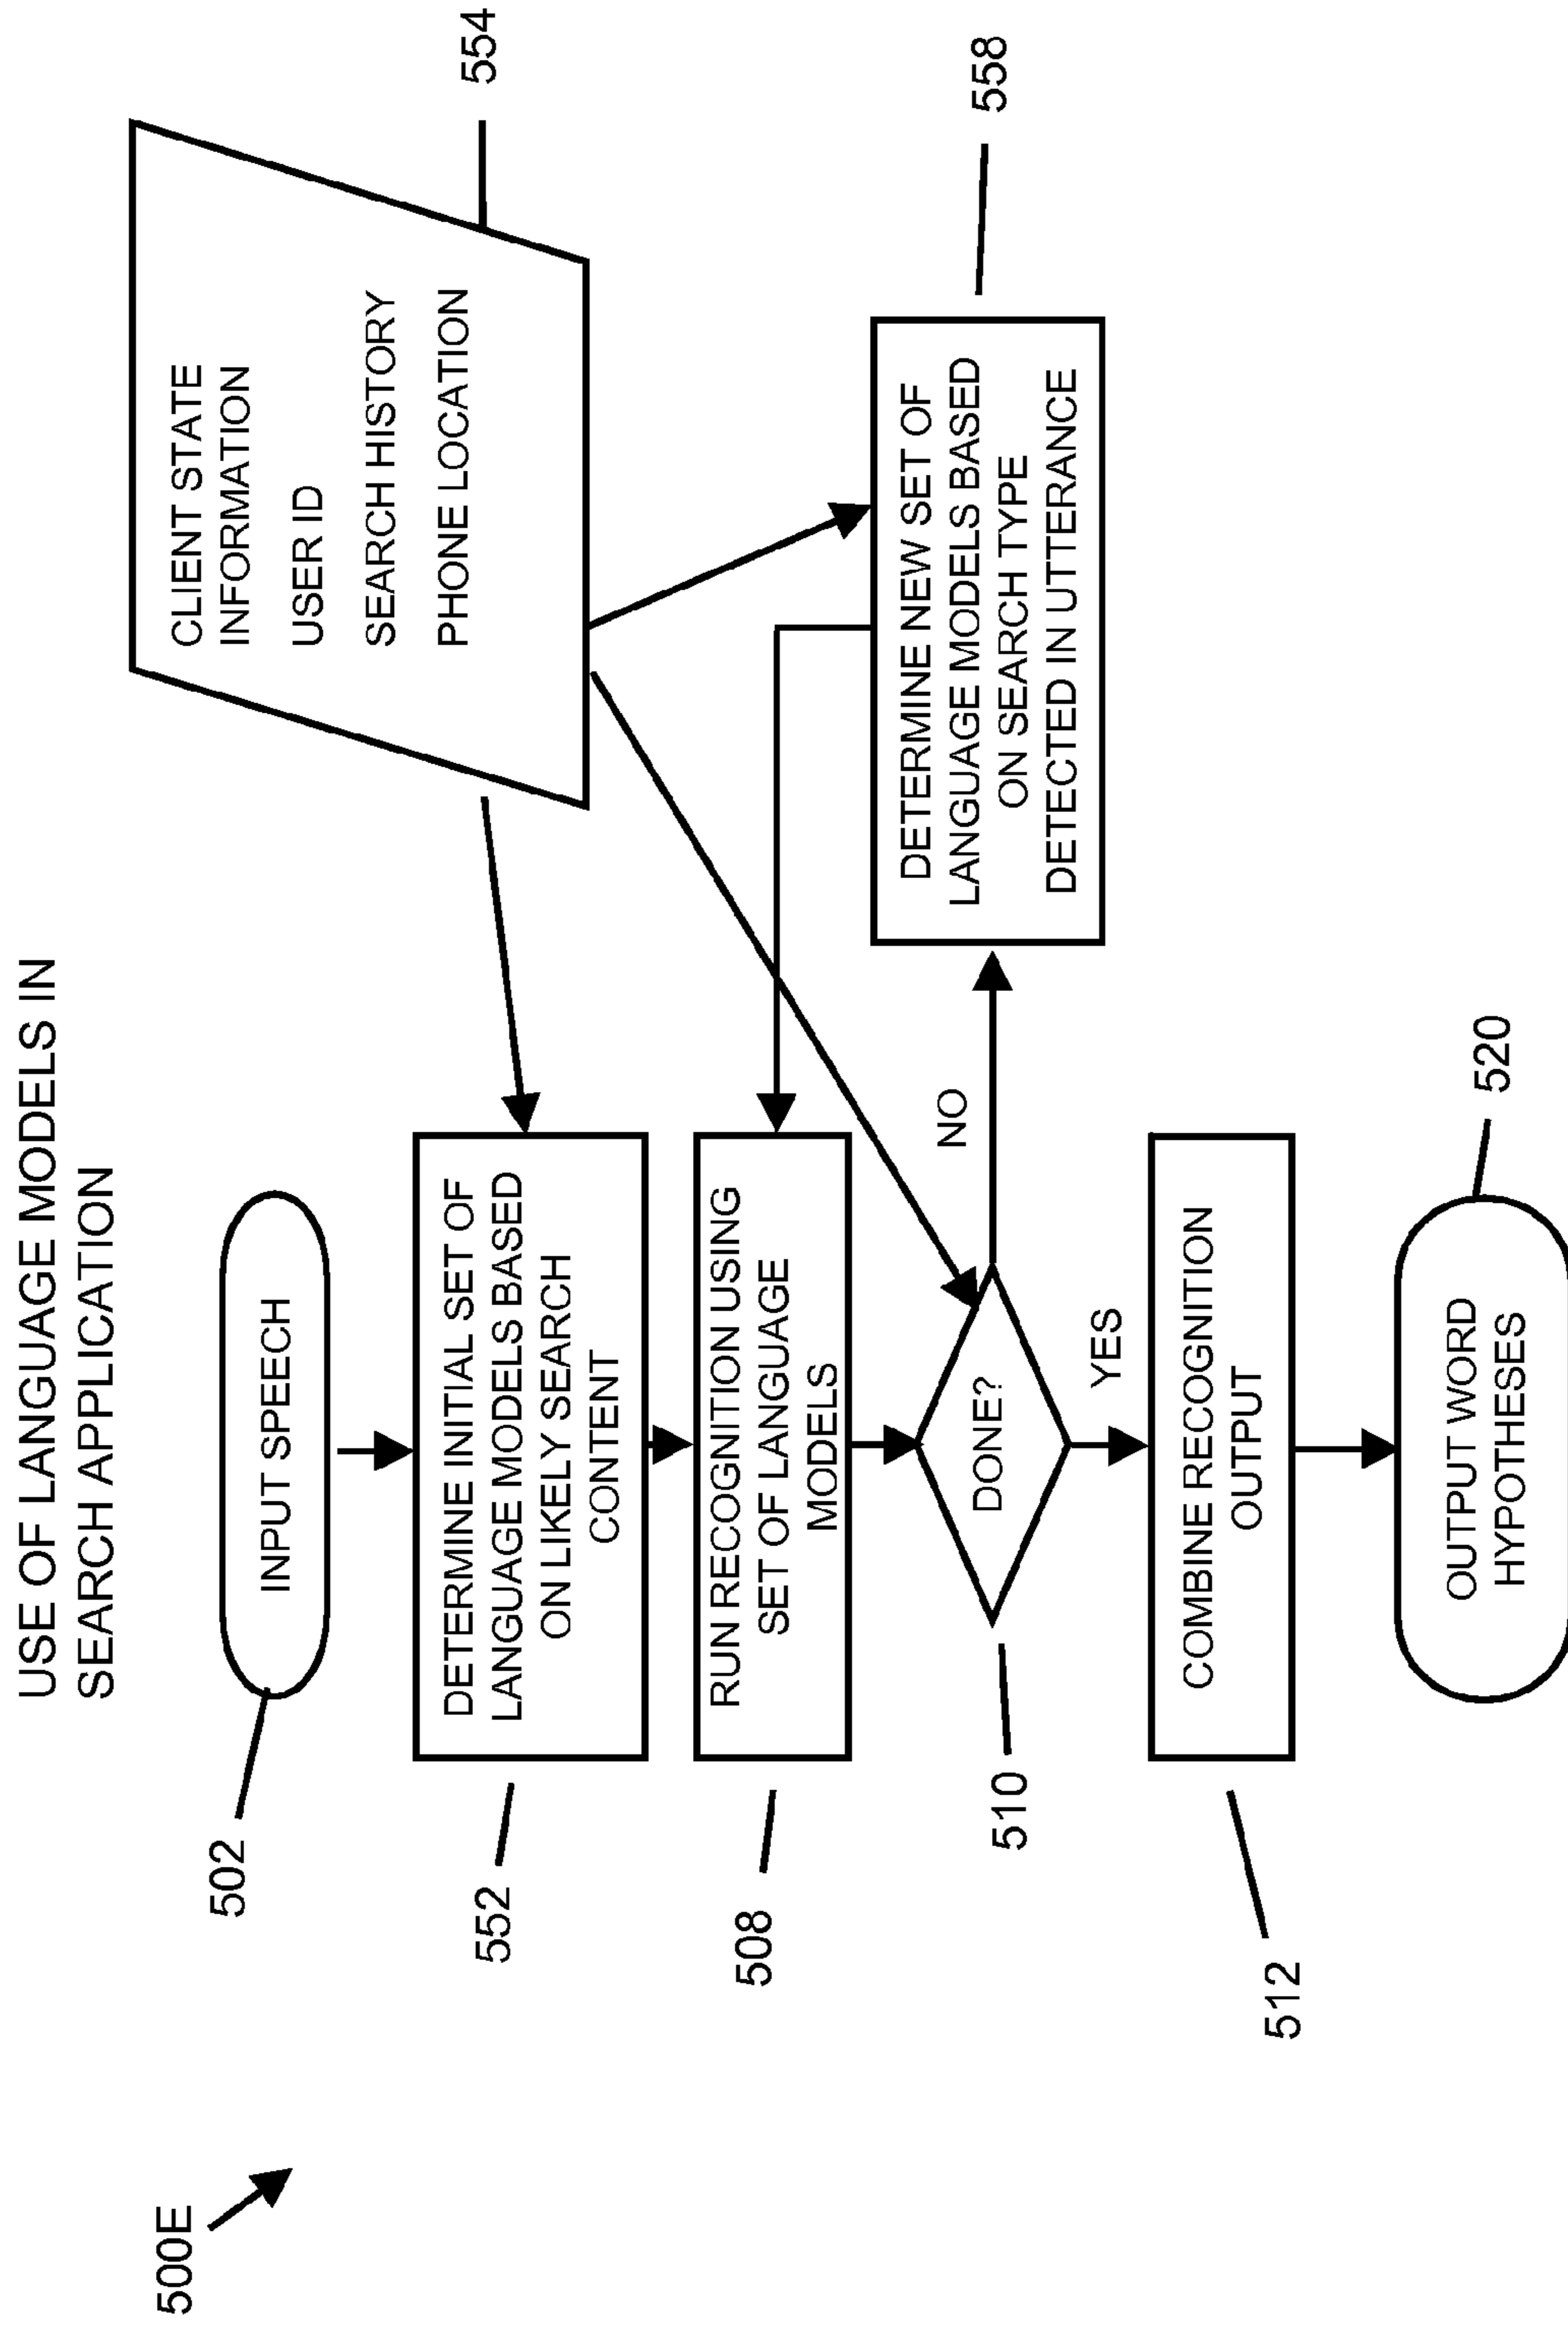 USE OF LANGUAGE MODELS IN
SEARCH APPLICATION
500E
502
INPUT SPEECH
CLIENT STATE
INFORMATION
USER ID
SEARCH HISTORY
PHONE LOCATION
554
552
DETERMINE INITIAL SET OF
LANGUAGE MODELS BASED
ON LIKELY SEARCH
CONTENT
508
RUN RECOGNITION USING
SET OF LANGUAGE
MODELS
510
DONE?
NO
YES
DETERMINE NEW SET OF
LANGUAGE MODELS BASED
ON SEARCH TYPE
DETECTED IN UTTERANCE
558
512
COMBINE RECOGNITION
OUTPUT
OUTPUT WORD
HYPOTHESES
520